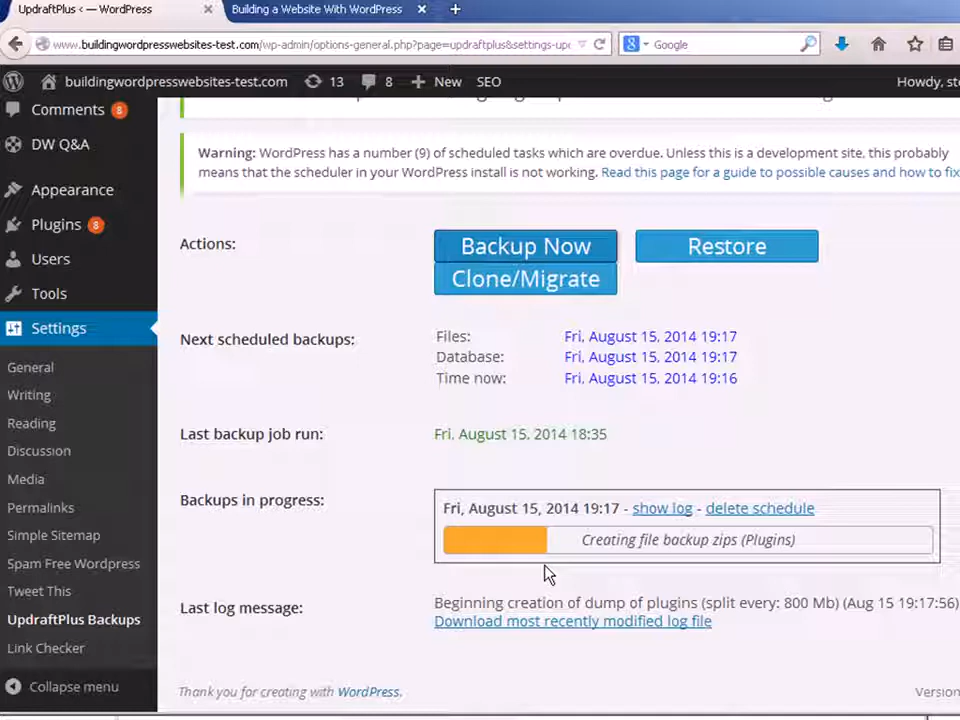 UpdraftPlus ‹ — WordPress
Building a Website With WordPress
www.buildingwordpresswebsites-test.com/wp-admin/options-general.php?page=updraftplus&settings-up
Google
buildingwordpresswebsites-test.com
13
8
New
SEO
Howdy, ste
Comments 8
DW Q&A
Appearance
Plugins 8
Users
Tools
Settings
General
Writing
Reading
Discussion
Media
Permalinks
Simple Sitemap
Spam Free Wordpress
Tweet This
UpdraftPlus Backups
Link Checker
Collapse menu
Warning: WordPress has a number (9) of scheduled tasks which are overdue. Unless this is a development site, this probably
means that the scheduler in your WordPress install is not working. Read this page for a guide to possible causes and how to fix
Actions:
Backup Now
Restore
Clone/Migrate
Next scheduled backups:
Files: Fri, August 15, 2014 19:17
Database: Fri, August 15, 2014 19:17
Time now: Fri, August 15, 2014 19:16
Last backup job run: Fri, August 15, 2014 18:35
Backups in progress:
Fri, August 15, 2014 19:17 - show log - delete schedule
Creating file backup zips (Plugins)
Last log message:
Beginning creation of dump of plugins (split every: 800 Mb) (Aug 15 19:17:56)
Download most recently modified log file
Thank you for creating with WordPress.
Version